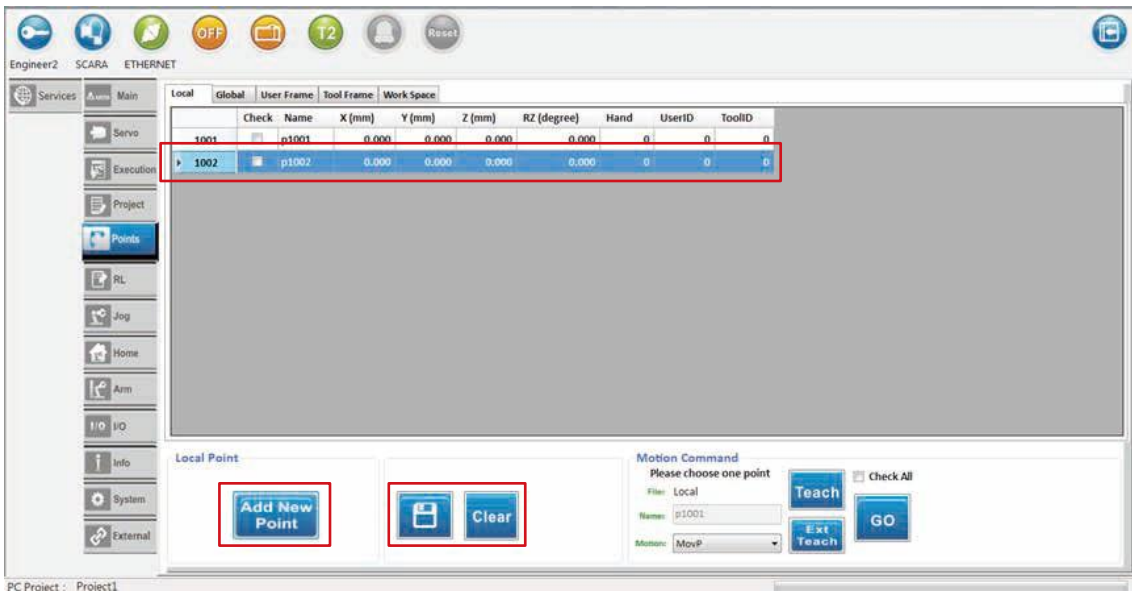 OFF T2 Reset
Engineer2 SCARA ETHERNET
Services Main Local Global User Frame Tool Frame Work Space
Check Name X (mm) Y (mm) Z (mm) RZ (degree) Hand UserID ToolID
Servo
1001 p1001 0.000 0.000 0.000 0.000 0 0 0
1002 p1002 0.000 0.000 0.000 0.000 0 0 0
Execution
Project
Points
RL
Jog
Home
Arm
I/O I/O
Info
System
External
Local Point
Add New
Point
Clear
Motion Command
Please choose one point
File: Local
Name: p1001
Motion: MovP
Teach
Ext
Teach
Check All
GO
PC Project : Project1